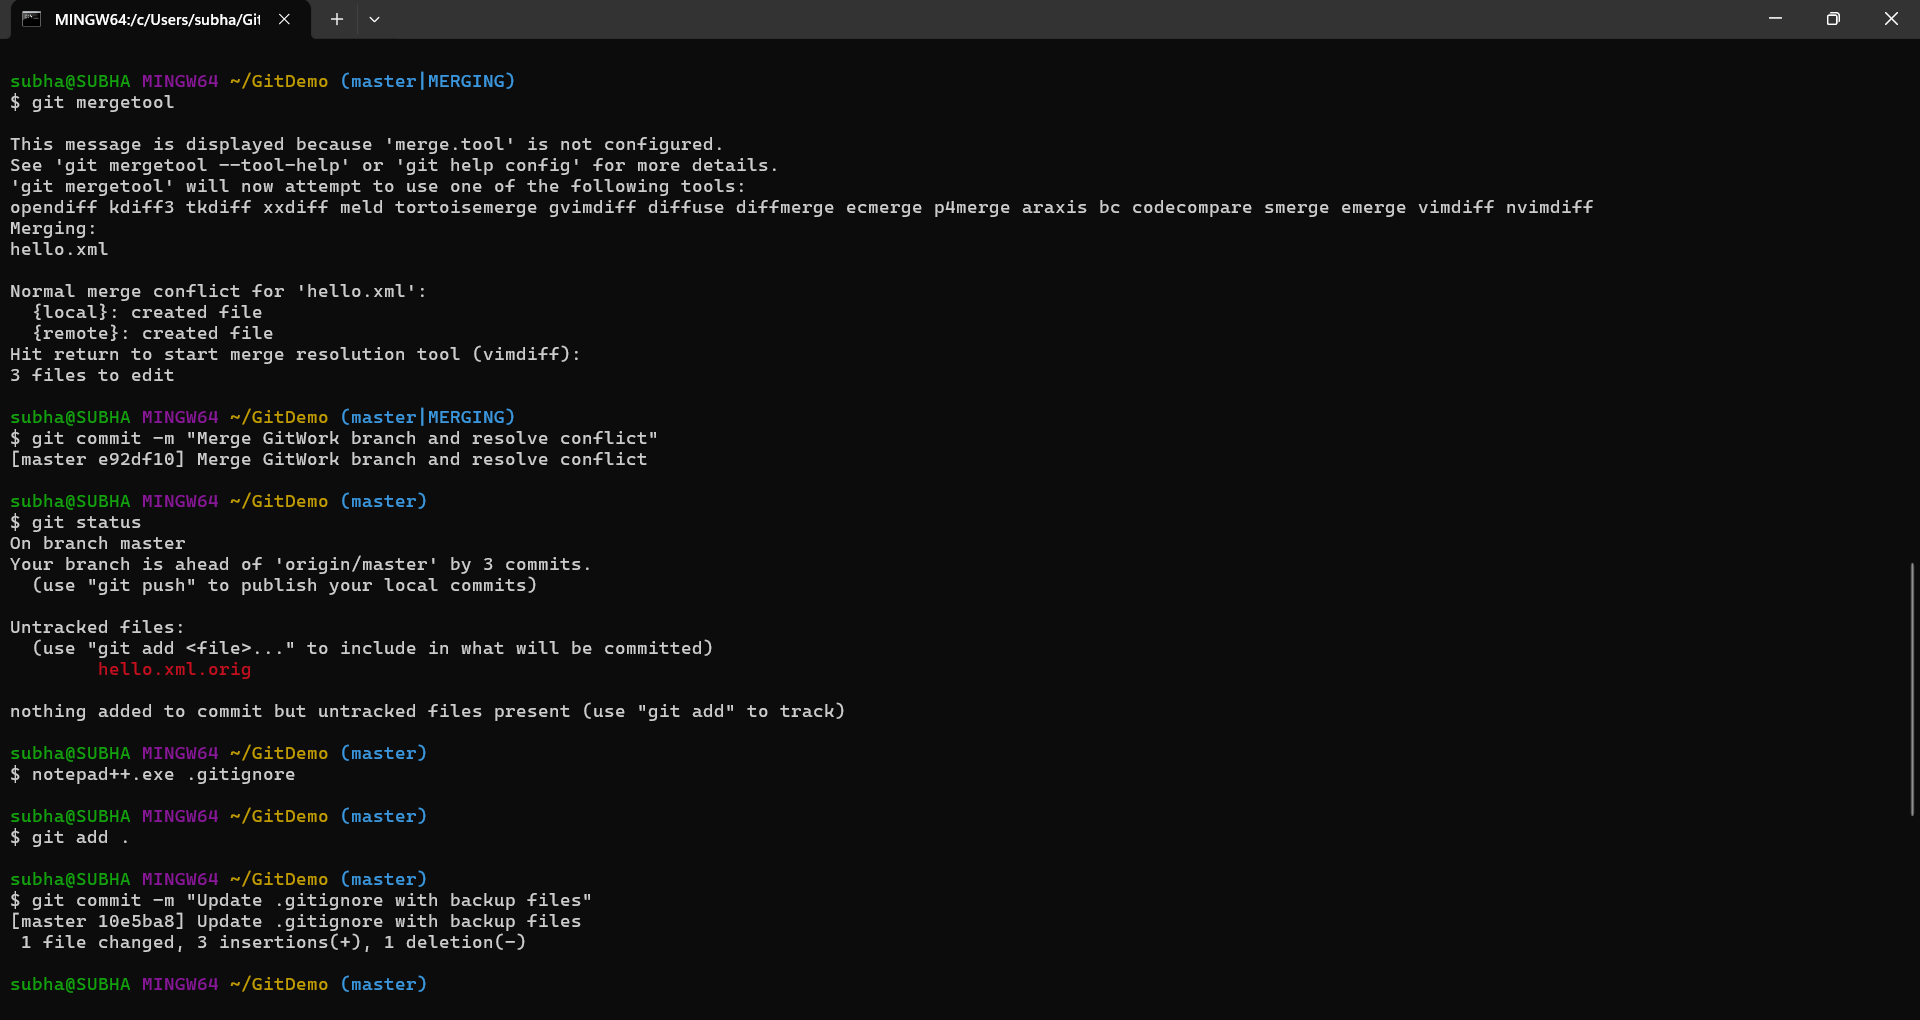 MINGW64:/c/Users/subha/Git
subha@SUBHA MINGW64 ~/GitDemo (master|MERGING)
$ git mergetool
This message is displayed because 'merge.tool' is not configured.
See 'git mergetool --tool-help' or 'git help config' for more details.
'git mergetool' will now attempt to use one of the following tools:
opendiff kdiff3 tkdiff xxdiff meld tortoisemerge gvimdiff diffuse diffmerge ecmerge p4merge araxis bc codecompare smerge emerge vimdiff nvimdiff
Merging:
hello.xml
Normal merge conflict for 'hello.xml':
  {local}: created file
  {remote}: created file
Hit return to start merge resolution tool (vimdiff):
3 files to edit
subha@SUBHA MINGW64 ~/GitDemo (master|MERGING)
$ git commit -m "Merge GitWork branch and resolve conflict"
[master e92df10] Merge GitWork branch and resolve conflict
subha@SUBHA MINGW64 ~/GitDemo (master)
$ git status
On branch master
Your branch is ahead of 'origin/master' by 3 commits.
  (use "git push" to publish your local commits)
Untracked files:
  (use "git add <file>..." to include in what will be committed)
        hello.xml.orig
nothing added to commit but untracked files present (use "git add" to track)
subha@SUBHA MINGW64 ~/GitDemo (master)
$ notepad++.exe .gitignore
subha@SUBHA MINGW64 ~/GitDemo (master)
$ git add .
subha@SUBHA MINGW64 ~/GitDemo (master)
$ git commit -m "Update .gitignore with backup files"
[master 10e5ba8] Update .gitignore with backup files
 1 file changed, 3 insertions(+), 1 deletion(-)
subha@SUBHA MINGW64 ~/GitDemo (master)